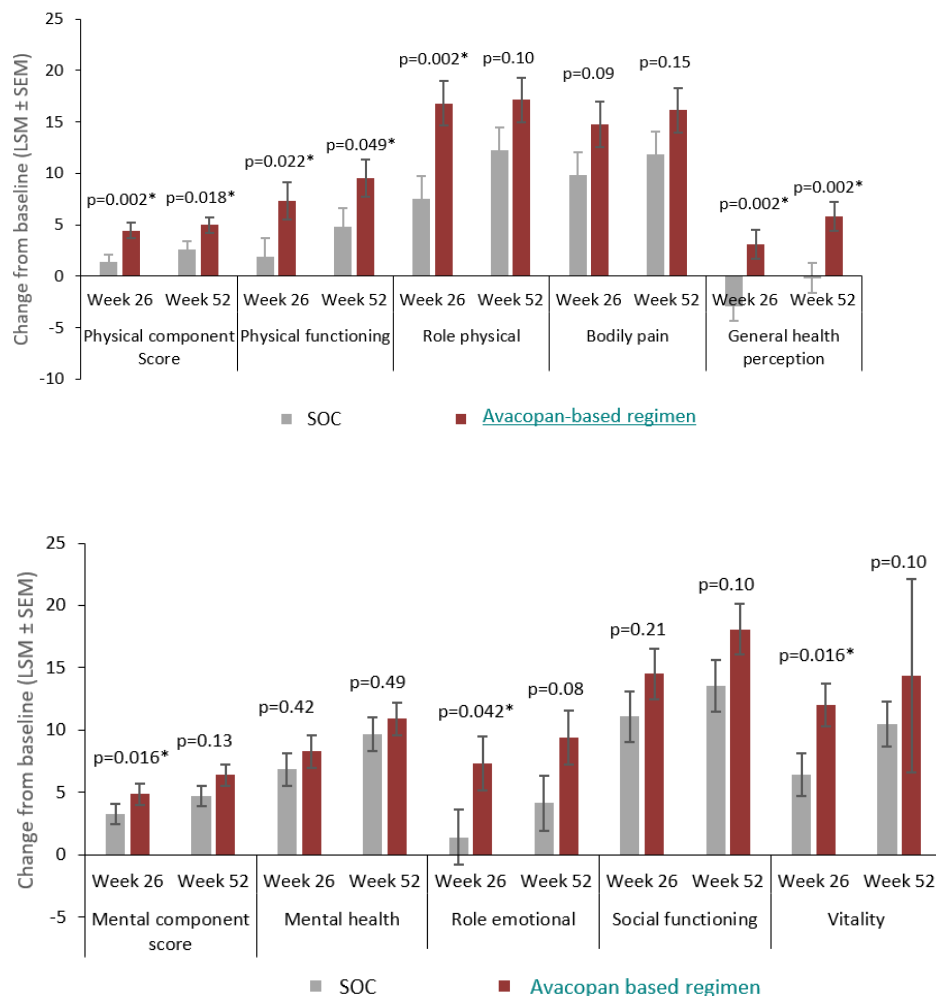 Change from baseline (LSM ± SEM)
25
20
15
10
5
0
-5
-10
p=0.002*
p=0.018*
p=0.022*
p=0.049*
p=0.002*
p=0.10
p=0.09
p=0.15
p=0.002*
p=0.002*
Week 26 Week 52 Week 26 Week 52 Week 26 Week 52 Week 26 Week 52 Week 26 Week 52
Physical component Score
Physical functioning
Role physical
Bodily pain
General health perception
SOC
Avacopan-based regimen
Change from baseline (LSM ± SEM)
25
20
15
10
5
0
-5
p=0.016*
p=0.13
p=0.42
p=0.49
p=0.042*
p=0.08
p=0.21
p=0.10
p=0.016*
p=0.10
Week 26 Week 52 Week 26 Week 52 Week 26 Week 52 Week 26 Week 52 Week 26 Week 52
Mental component score
Mental health
Role emotional
Social functioning
Vitality
SOC
Avacopan based regimen